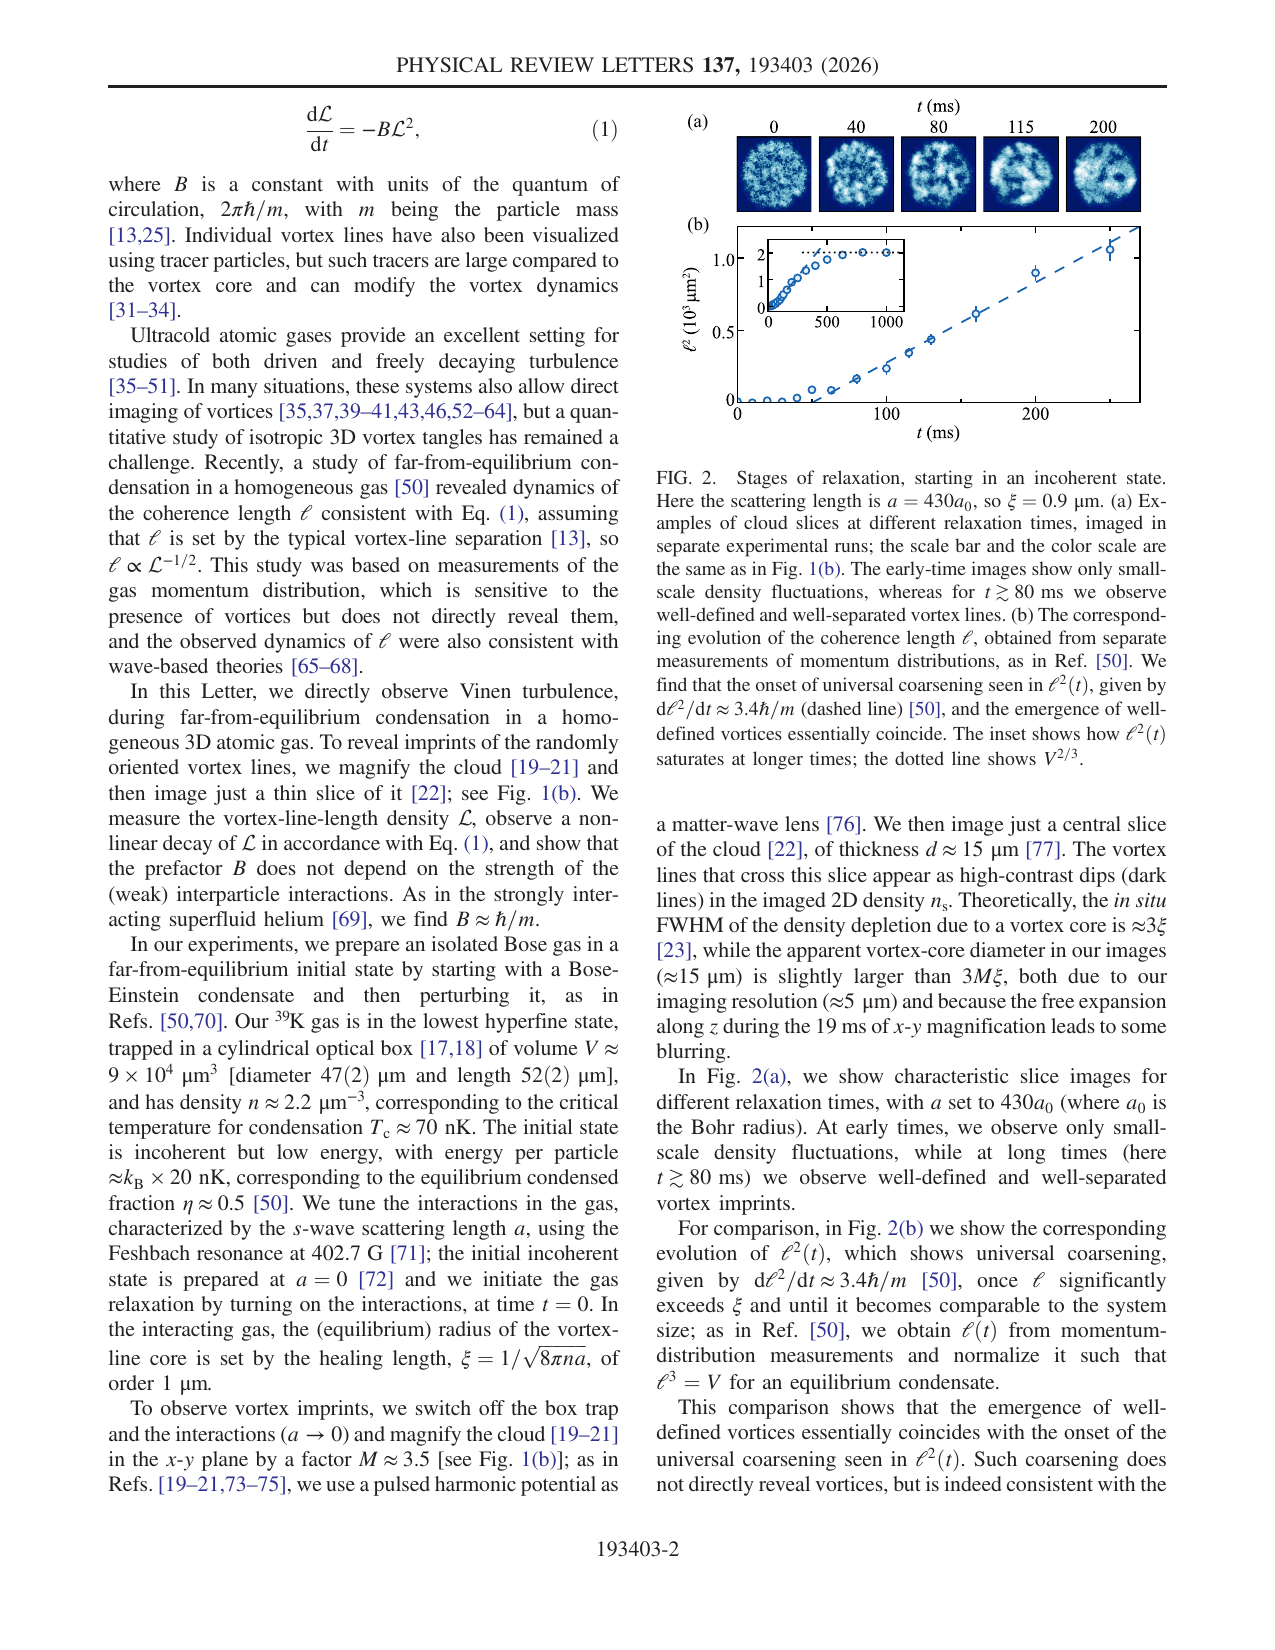 PHYSICAL REVIEW LETTERS 137, 193403 (2026)
dℒ/dt = −Bℒ², (1)
where B is a constant with units of the quantum of
circulation, 2πℏ/m, with m being the particle mass
[13,25]. Individual vortex lines have also been visualized
using tracer particles, but such tracers are large compared to
the vortex core and can modify the vortex dynamics
[31–34].
Ultracold atomic gases provide an excellent setting for
studies of both driven and freely decaying turbulence
[35–51]. In many situations, these systems also allow direct
imaging of vortices [35,37,39–41,43,46,52–64], but a quan-
titative study of isotropic 3D vortex tangles has remained a
challenge. Recently, a study of far-from-equilibrium con-
densation in a homogeneous gas [50] revealed dynamics of
the coherence length ℓ consistent with Eq. (1), assuming
that ℓ is set by the typical vortex-line separation [13], so
ℓ ∝ ℒ⁻¹/². This study was based on measurements of the
gas momentum distribution, which is sensitive to the
presence of vortices but does not directly reveal them,
and the observed dynamics of ℓ were also consistent with
wave-based theories [65–68].
In this Letter, we directly observe Vinen turbulence,
during far-from-equilibrium condensation in a homo-
geneous 3D atomic gas. To reveal imprints of the randomly
oriented vortex lines, we magnify the cloud [19–21] and
then image just a thin slice of it [22]; see Fig. 1(b). We
measure the vortex-line-length density ℒ, observe a non-
linear decay of ℒ in accordance with Eq. (1), and show that
the prefactor B does not depend on the strength of the
(weak) interparticle interactions. As in the strongly inter-
acting superfluid helium [69], we find B ≈ ℏ/m.
In our experiments, we prepare an isolated Bose gas in a
far-from-equilibrium initial state by starting with a Bose-
Einstein condensate and then perturbing it, as in
Refs. [50,70]. Our ³⁹K gas is in the lowest hyperfine state,
trapped in a cylindrical optical box [17,18] of volume V ≈
9 × 10⁴ μm³ [diameter 47(2) μm and length 52(2) μm],
and has density n ≈ 2.2 μm⁻³, corresponding to the critical
temperature for condensation T_c ≈ 70 nK. The initial state
is incoherent but low energy, with energy per particle
≈k_B × 20 nK, corresponding to the equilibrium condensed
fraction η ≈ 0.5 [50]. We tune the interactions in the gas,
characterized by the s-wave scattering length a, using the
Feshbach resonance at 402.7 G [71]; the initial incoherent
state is prepared at a = 0 [72] and we initiate the gas
relaxation by turning on the interactions, at time t = 0. In
the interacting gas, the (equilibrium) radius of the vortex-
line core is set by the healing length, ξ = 1/√(8πna), of
order 1 μm.
To observe vortex imprints, we switch off the box trap
and the interactions (a → 0) and magnify the cloud [19–21]
in the x-y plane by a factor M ≈ 3.5 [see Fig. 1(b)]; as in
Refs. [19–21,73–75], we use a pulsed harmonic potential as
t (ms)
(a)
0 40 80 115 200
(b)
ℓ² (10³ μm²)
1.0
0.5
0
2
1
0
0 500 1000
0 100 200
t (ms)
FIG. 2. Stages of relaxation, starting in an incoherent state.
Here the scattering length is a = 430a₀, so ξ = 0.9 μm. (a) Ex-
amples of cloud slices at different relaxation times, imaged in
separate experimental runs; the scale bar and the color scale are
the same as in Fig. 1(b). The early-time images show only small-
scale density fluctuations, whereas for t ≳ 80 ms we observe
well-defined and well-separated vortex lines. (b) The correspond-
ing evolution of the coherence length ℓ, obtained from separate
measurements of momentum distributions, as in Ref. [50]. We
find that the onset of universal coarsening seen in ℓ²(t), given by
dℓ²/dt ≈ 3.4ℏ/m (dashed line) [50], and the emergence of well-
defined vortices essentially coincide. The inset shows how ℓ²(t)
saturates at longer times; the dotted line shows V²/³.
a matter-wave lens [76]. We then image just a central slice
of the cloud [22], of thickness d ≈ 15 μm [77]. The vortex
lines that cross this slice appear as high-contrast dips (dark
lines) in the imaged 2D density n_s. Theoretically, the in situ
FWHM of the density depletion due to a vortex core is ≈3ξ
[23], while the apparent vortex-core diameter in our images
(≈15 μm) is slightly larger than 3Mξ, both due to our
imaging resolution (≈5 μm) and because the free expansion
along z during the 19 ms of x-y magnification leads to some
blurring.
In Fig. 2(a), we show characteristic slice images for
different relaxation times, with a set to 430a₀ (where a₀ is
the Bohr radius). At early times, we observe only small-
scale density fluctuations, while at long times (here
t ≳ 80 ms) we observe well-defined and well-separated
vortex imprints.
For comparison, in Fig. 2(b) we show the corresponding
evolution of ℓ²(t), which shows universal coarsening,
given by dℓ²/dt ≈ 3.4ℏ/m [50], once ℓ significantly
exceeds ξ and until it becomes comparable to the system
size; as in Ref. [50], we obtain ℓ(t) from momentum-
distribution measurements and normalize it such that
ℓ³ = V for an equilibrium condensate.
This comparison shows that the emergence of well-
defined vortices essentially coincides with the onset of the
universal coarsening seen in ℓ²(t). Such coarsening does
not directly reveal vortices, but is indeed consistent with the
193403-2